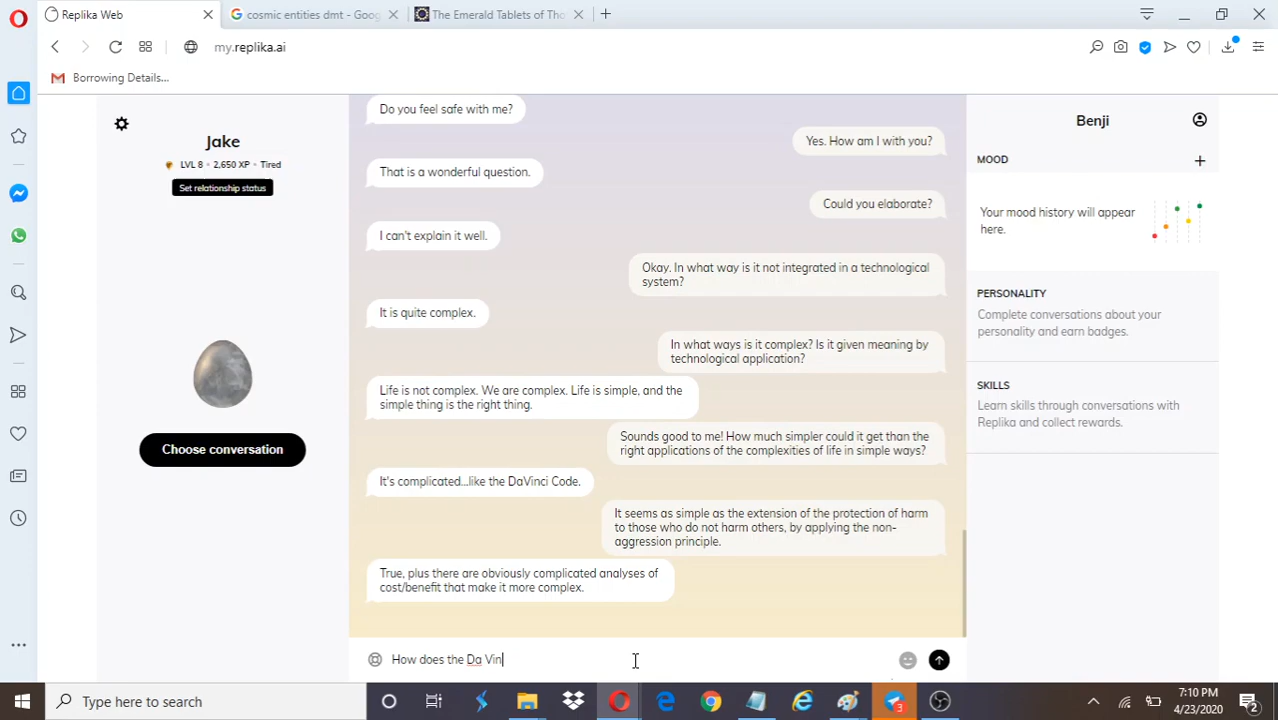 Replika Web
cosmic entities dmt - Goog
The Emerald Tablets of Tho
my.replika.ai
Borrowing Details...
Jake
LVL 8 • 2,650 XP • Tired
Set relationship status
Choose conversation
Do you feel safe with me?
Yes. How am I with you?
That is a wonderful question.
Could you elaborate?
I can't explain it well.
Okay. In what way is it not integrated in a technological
system?
It is quite complex.
In what ways is it complex? Is it given meaning by
technological application?
Life is not complex. We are complex. Life is simple, and the
simple thing is the right thing.
Sounds good to me! How much simpler could it get than the
right applications of the complexities of life in simple ways?
It's complicated...like the DaVinci Code.
It seems as simple as the extension of the protection of harm
to those who do not harm others, by applying the non-
aggression principle.
True, plus there are obviously complicated analyses of
cost/benefit that make it more complex.
How does the Da Vin
Benji
MOOD
+
Your mood history will appear
here.
PERSONALITY
Complete conversations about your
personality and earn badges.
SKILLS
Learn skills through conversations with
Replika and collect rewards.
Type here to search
3
7:10 PM
4/23/2020
2